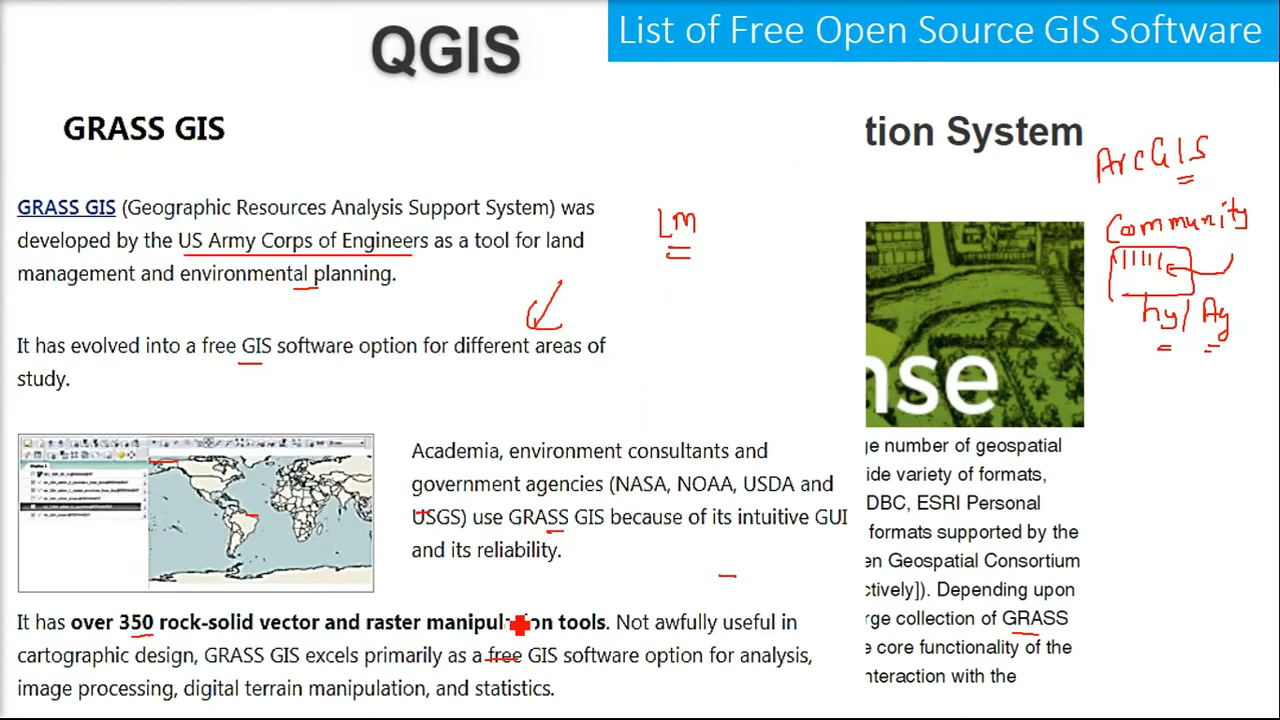 QGIS
List of Free Open Source GIS Software
GRASS GIS
tion System
ArcGIS
GRASS GIS (Geographic Resources Analysis Support System) was
developed by the US Army Corps of Engineers as a tool for land
management and environmental planning.
LM
Community
hy/Ag
It has evolved into a free GIS software option for different areas of
study.
nse
Academia, environment consultants and
government agencies (NASA, NOAA, USDA and
USGS) use GRASS GIS because of its intuitive GUI
and its reliability.
ge number of geospatial
ide variety of formats,
DBC, ESRI Personal
formats supported by the
en Geospatial Consortium
ctively]). Depending upon
rge collection of GRASS
e core functionality of the
nteraction with the
It has over 350 rock-solid vector and raster manipulation tools. Not awfully useful in
cartographic design, GRASS GIS excels primarily as a free GIS software option for analysis,
image processing, digital terrain manipulation, and statistics.